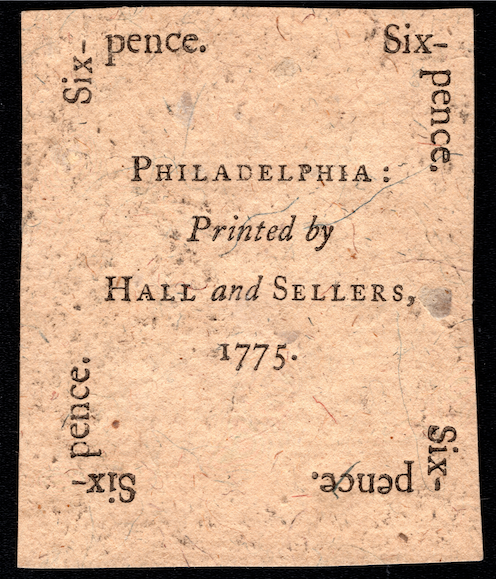 Six-pence.
Six-pence.
PHILADELPHIA:
Printed by
HALL and SELLERS,
1775.
Six-pence.
Six-pence.